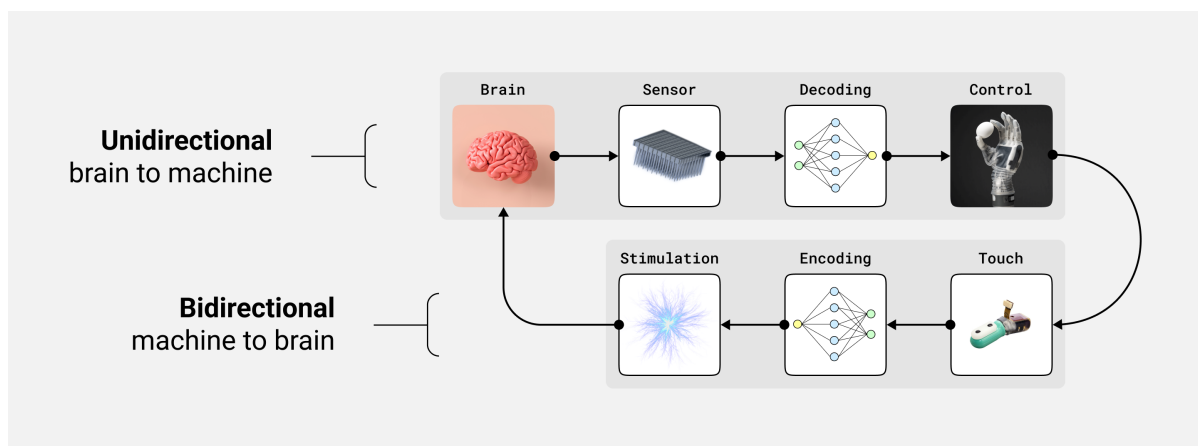 Brain
Sensor
Decoding
Control
Unidirectional
brain to machine
Stimulation
Encoding
Touch
Bidirectional
machine to brain